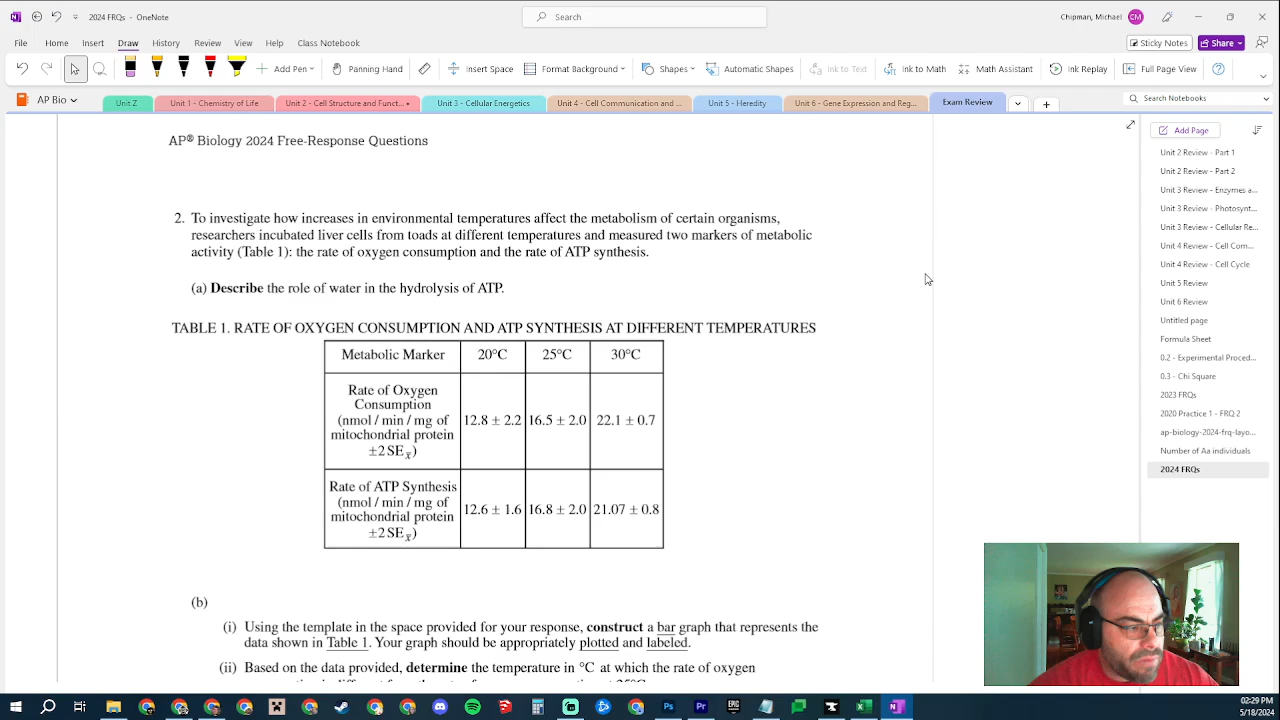 2024 FRQs - OneNote
Search
Chipman, Michael
CM
File Home Insert Draw History Review View Help Class Notebook
Sticky Notes
Share
Add Pen
Panning Hand
Insert Space
Format Background
Shapes
Automatic Shapes
Ink to Text
Ink to Math
Math Assistant
Ink Replay
Full Page View
AP Bio
Unit Z
Unit 1 - Chemistry of Life
Unit 2 - Cell Structure and Funct...
Unit 3 - Cellular Energetics
Unit 4 - Cell Communication and ...
Unit 5 - Heredity
Unit 6 - Gene Expression and Reg...
Exam Review
Search Notebooks
AP® Biology 2024 Free-Response Questions
2. To investigate how increases in environmental temperatures affect the metabolism of certain organisms,
researchers incubated liver cells from toads at different temperatures and measured two markers of metabolic
activity (Table 1): the rate of oxygen consumption and the rate of ATP synthesis.
(a) Describe the role of water in the hydrolysis of ATP.
TABLE 1. RATE OF OXYGEN CONSUMPTION AND ATP SYNTHESIS AT DIFFERENT TEMPERATURES
Metabolic Marker 20°C 25°C 30°C
Rate of Oxygen
Consumption
(nmol / min / mg of
mitochondrial protein
±2 SEx̄)
12.8 ± 2.2 16.5 ± 2.0 22.1 ± 0.7
Rate of ATP Synthesis
(nmol / min / mg of
mitochondrial protein
±2 SEx̄)
12.6 ± 1.6 16.8 ± 2.0 21.07 ± 0.8
(b)
(i) Using the template in the space provided for your response, construct a bar graph that represents the
data shown in Table 1. Your graph should be appropriately plotted and labeled.
(ii) Based on the data provided, determine the temperature in °C at which the rate of oxygen
Add Page
Unit 2 Review - Part 1
Unit 2 Review - Part 2
Unit 3 Review - Enzymes a...
Unit 3 Review - Photosynt...
Unit 3 Review - Cellular Re...
Unit 4 Review - Cell Com...
Unit 4 Review - Cell Cycle
Unit 5 Review
Unit 6 Review
Untitled page
Formula Sheet
0.2 - Experimental Proced...
0.3 - Chi Square
2023 FRQs
2020 Practice 1 - FRQ 2
ap-biology-2024-frq-layo...
Number of Aa individuals
2024 FRQs
02:29 PM
5/18/2024